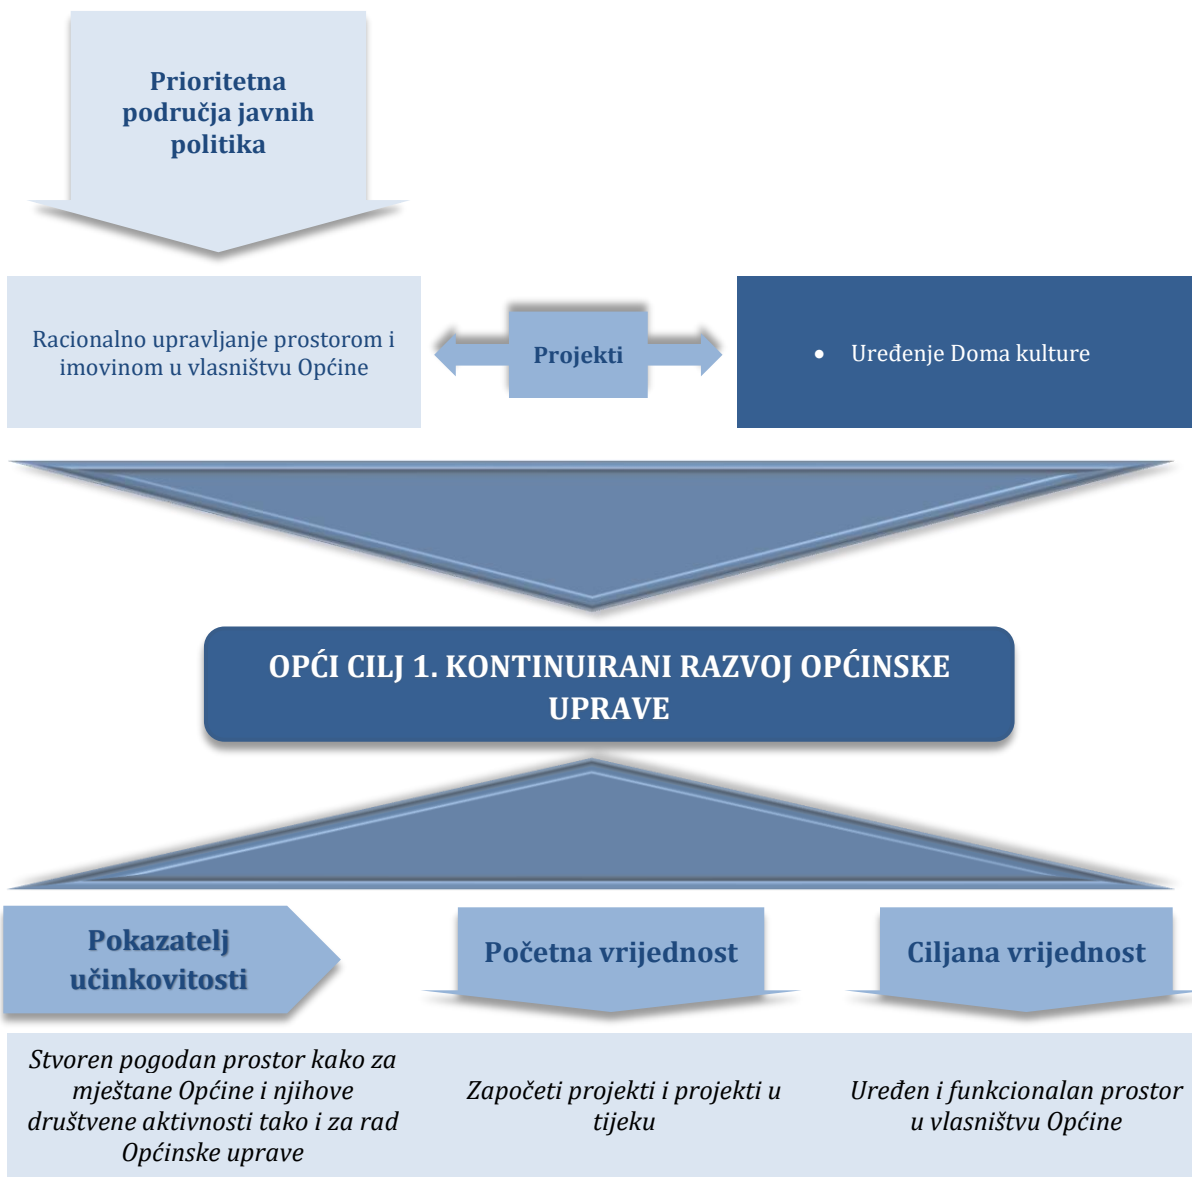 Prioritetna
područja javnih
politika
Racionalno upravljanje prostorom i
imovinom u vlasništvu Općine
Projekti
• Uređenje Doma kulture
OPĆI CILJ 1. KONTINUIRANI RAZVOJ OPĆINSKE
UPRAVE
Pokazatelj
učinkovitosti
Početna vrijednost
Ciljana vrijednost
Stvoren pogodan prostor kako za
mještane Općine i njihove
društvene aktivnosti tako i za rad
Općinske uprave
Započeti projekti i projekti u
tijeku
Uređen i funkcionalan prostor
u vlasništvu Općine